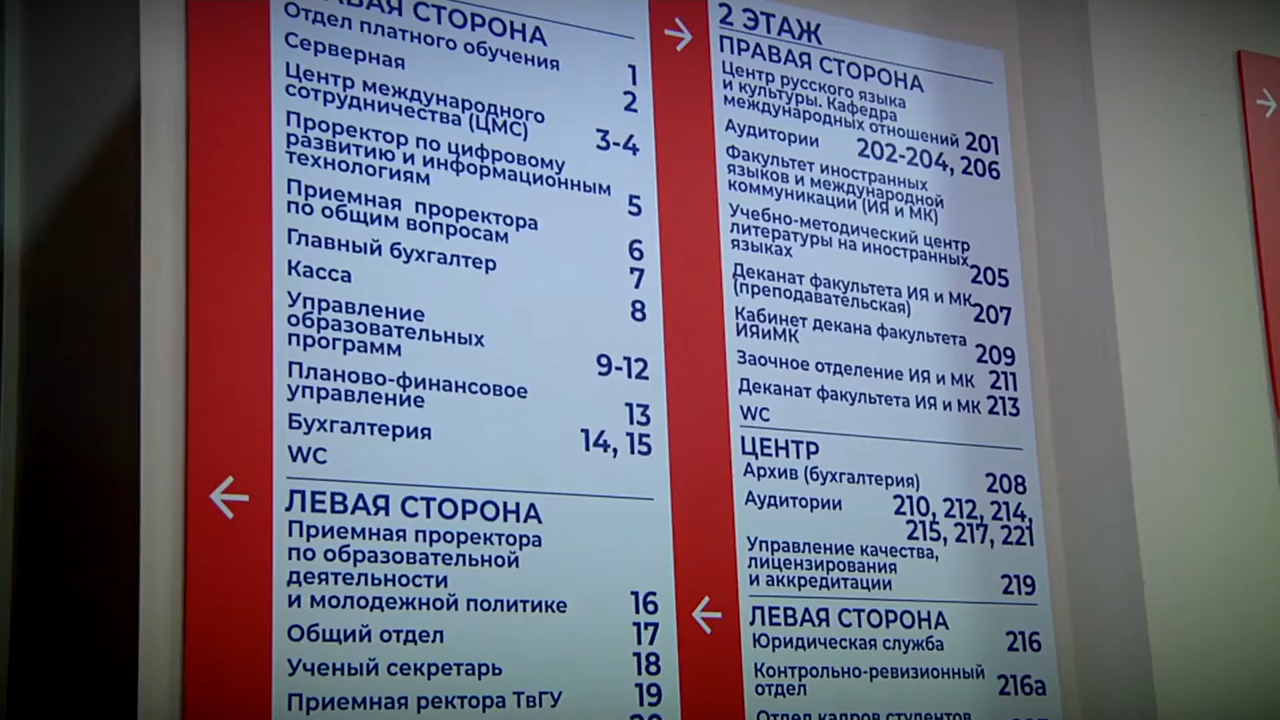 ПРАВАЯ СТОРОНА
Отдел платного обучения 1
Серверная 2
Центр международного
сотрудничества (ЦМС) 3-4
Проректор по цифровому
развитию и информационным
технологиям 5
Приемная проректора
по общим вопросам 6
Главный бухгалтер 7
Касса 8
Управление
образовательных
программ 9-12
Планово-финансовое
управление 13
Бухгалтерия 14, 15
WC
ЛЕВАЯ СТОРОНА
Приемная проректора
по образовательной
деятельности
и молодежной политике 16
Общий отдел 17
Ученый секретарь 18
Приемная ректора ТвГУ 19
2 ЭТАЖ
ПРАВАЯ СТОРОНА
Центр русского языка
и культуры. Кафедра
международных отношений 201
Аудитории 202-204, 206
Факультет иностранных
языков и международной
коммуникации (ИЯ и МК)
Учебно-методический центр
литературы на иностранных
языках 205
Деканат факультета ИЯ и МК
(преподавательская) 207
Кабинет декана факультета
ИЯиМК 209
Заочное отделение ИЯ и МК 211
Деканат факультета ИЯ и МК 213
WC
ЦЕНТР
Архив (бухгалтерия) 208
Аудитории 210, 212, 214,
215, 217, 221
Управление качества,
лицензирования
и аккредитации 219
ЛЕВАЯ СТОРОНА
Юридическая служба 216
Контрольно-ревизионный
отдел 216а
Отдел кадров студентов